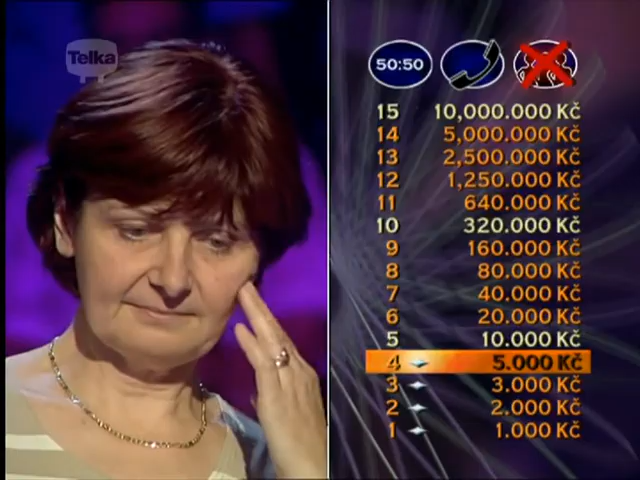 Telka
50:50
15 10,000.000 Kč
14 5,000.000 Kč
13 2,500.000 Kč
12 1,250.000 Kč
11 640.000 Kč
10 320.000 Kč
9 160.000 Kč
8 80.000 Kč
7 40.000 Kč
6 20.000 Kč
5 10.000 Kč
4 5.000 Kč
3 3.000 Kč
2 2.000 Kč
1 1.000 Kč